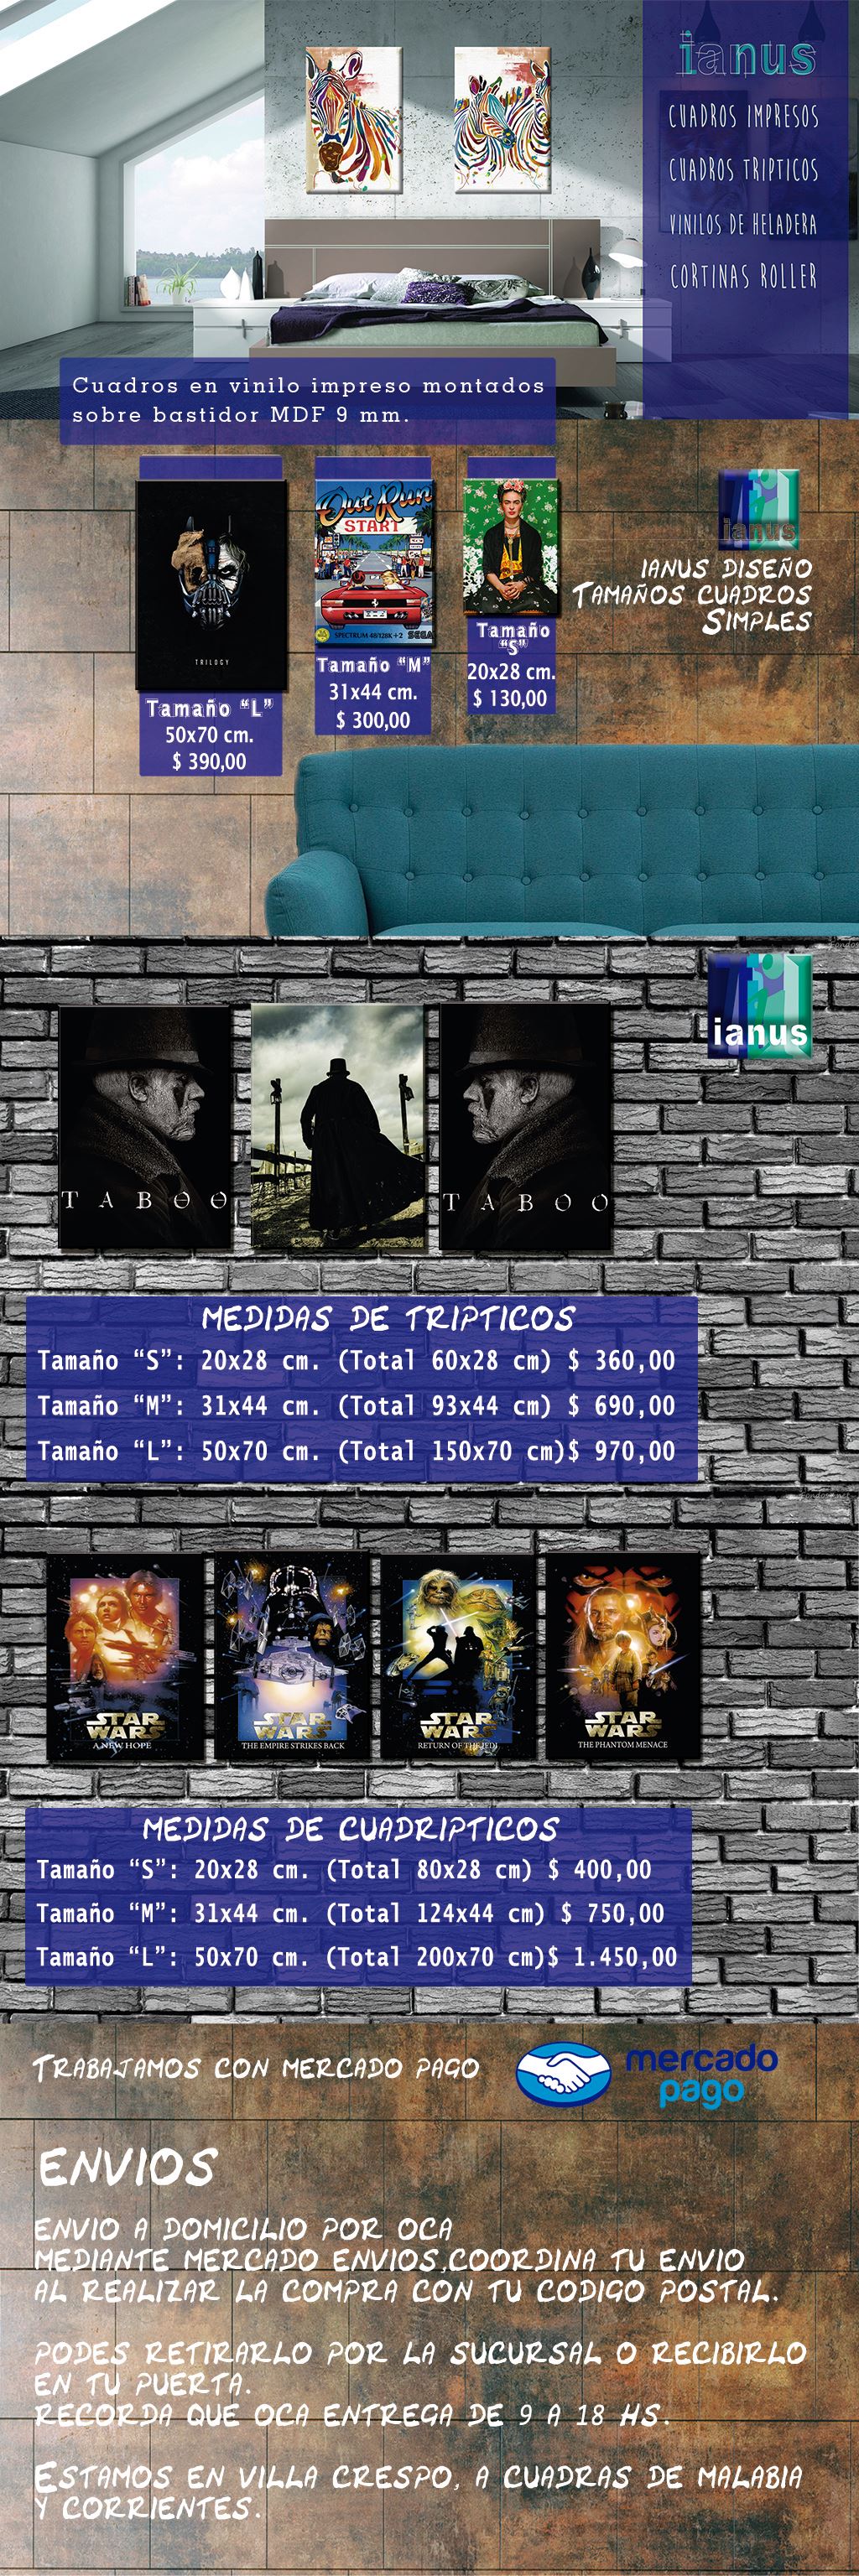 ianus
CUADROS IMPRESOS
CUADROS TRIPTICOS
VINILOS DE HELADERA
CORTINAS ROLLER
Cuadros en vinilo impreso montados
sobre bastidor MDF 9 mm.
TRILOGY
Tamaño “L”
50x70 cm.
$ 390,00
Out Run
START
SPECTRUM 48/128K+2 SEGA
Tamaño “M”
31x44 cm.
$ 300,00
Tamaño
“S”
20x28 cm.
$ 130,00
ianus
IANUS DISEÑO
TAMAÑOS CUADROS
SIMPLES
ianus
TABOO
TABOO
MEDIDAS DE TRIPTICOS
Tamaño “S”: 20x28 cm. (Total 60x28 cm) $ 360,00
Tamaño “M”: 31x44 cm. (Total 93x44 cm) $ 690,00
Tamaño “L”: 50x70 cm. (Total 150x70 cm)$ 970,00
STAR
WARS
A NEW HOPE
STAR
WARS
THE EMPIRE STRIKES BACK
STAR
WARS
RETURN OF THE JEDI
STAR
WARS
THE PHANTOM MENACE
MEDIDAS DE CUADRIPTICOS
Tamaño “S”: 20x28 cm. (Total 80x28 cm) $ 400,00
Tamaño “M”: 31x44 cm. (Total 124x44 cm) $ 750,00
Tamaño “L”: 50x70 cm. (Total 200x70 cm)$ 1.450,00
TRABAJAMOS CON MERCADO PAGO
mercado
pago
ENVIOS
ENVIO A DOMICILIO POR OCA
MEDIANTE MERCADO ENVIOS,COORDINA TU ENVIO
AL REALIZAR LA COMPRA CON TU CODIGO POSTAL.
PODES RETIRARLO POR LA SUCURSAL O RECIBIRLO
EN TU PUERTA.
RECORDA QUE OCA ENTREGA DE 9 A 18 HS.
ESTAMOS EN VILLA CRESPO, A CUADRAS DE MALABIA
Y CORRIENTES.